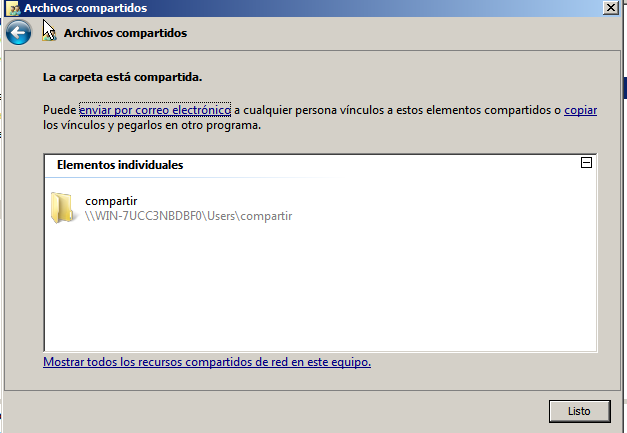 Archivos compartidos
Archivos compartidos
La carpeta está compartida.
Puede enviar por correo electrónico a cualquier persona vínculos a estos elementos compartidos o copiar
los vínculos y pegarlos en otro programa.
Elementos individuales
compartir
\\WIN-7UCC3NBDBF0\Users\compartir
Mostrar todos los recursos compartidos de red en este equipo.
Listo